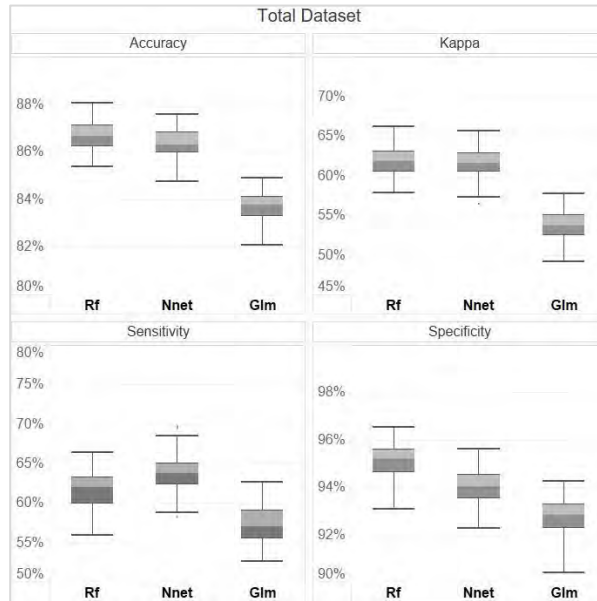 Total Dataset
Accuracy
Kappa
88%
86%
84%
82%
80%
70%
65%
60%
55%
50%
45%
Rf Nnet Glm
Rf Nnet Glm
Sensitivity
Specificity
80%
75%
70%
65%
60%
55%
50%
98%
96%
94%
92%
90%
Rf Nnet Glm
Rf Nnet Glm